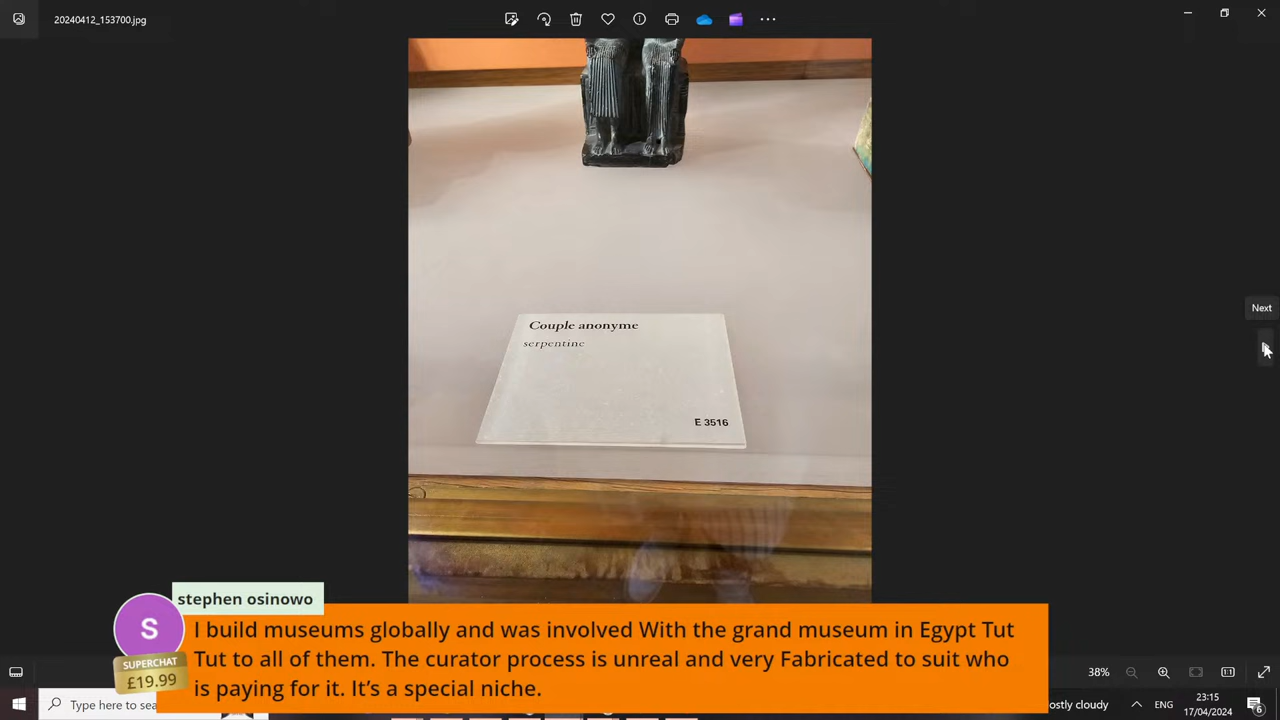 20240412_153700.jpg
Couple anonyme
serpentine
E 3516
Next
stephen osinowo
S
I build museums globally and was involved With the grand museum in Egypt Tut
Tut to all of them. The curator process is unreal and very Fabricated to suit who
is paying for it. It's a special niche.
SUPERCHAT
£19.99
38%
Type here to sea
ostly cloudy
ENG
23:15
17/04/2024
6